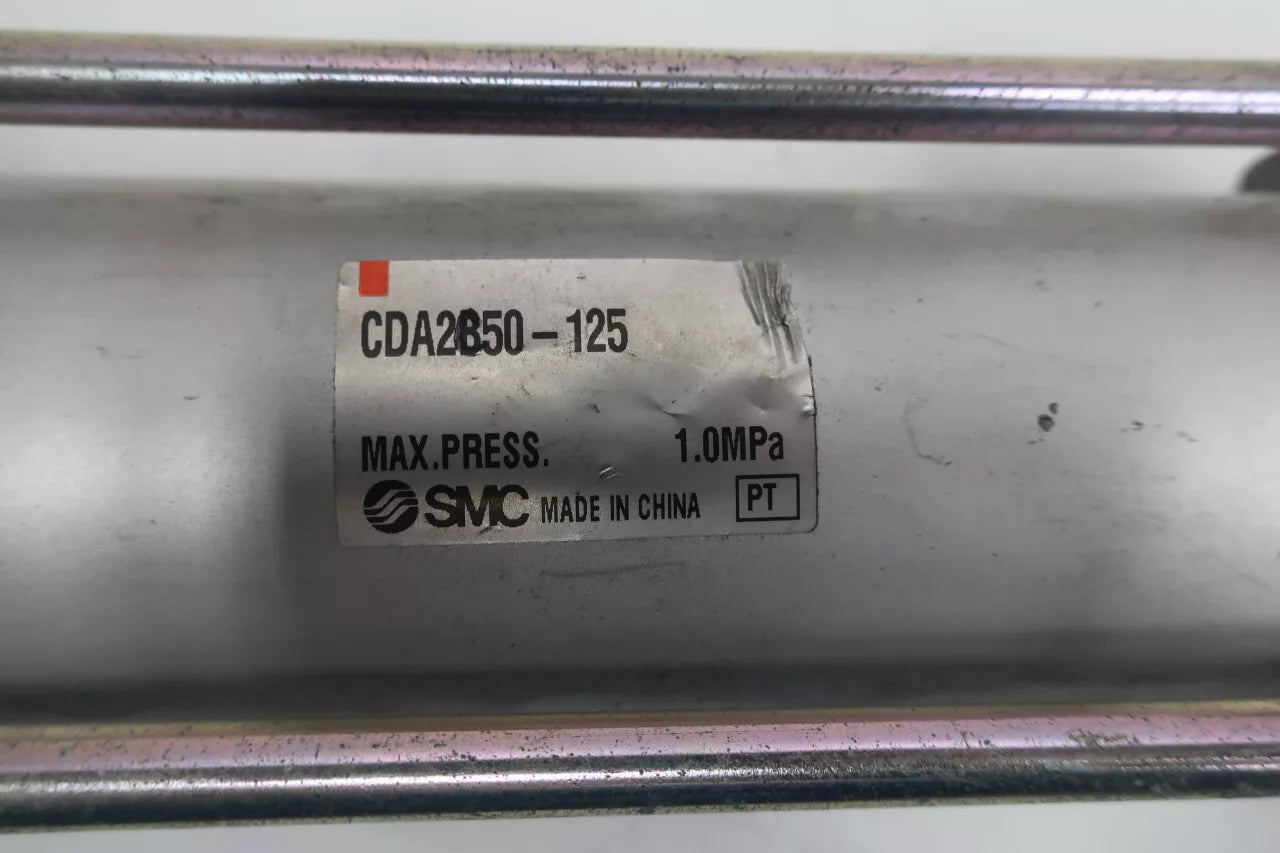 CDA2B50-125
MAX.PRESS. 1.0MPa
SMC MADE IN CHINA PT